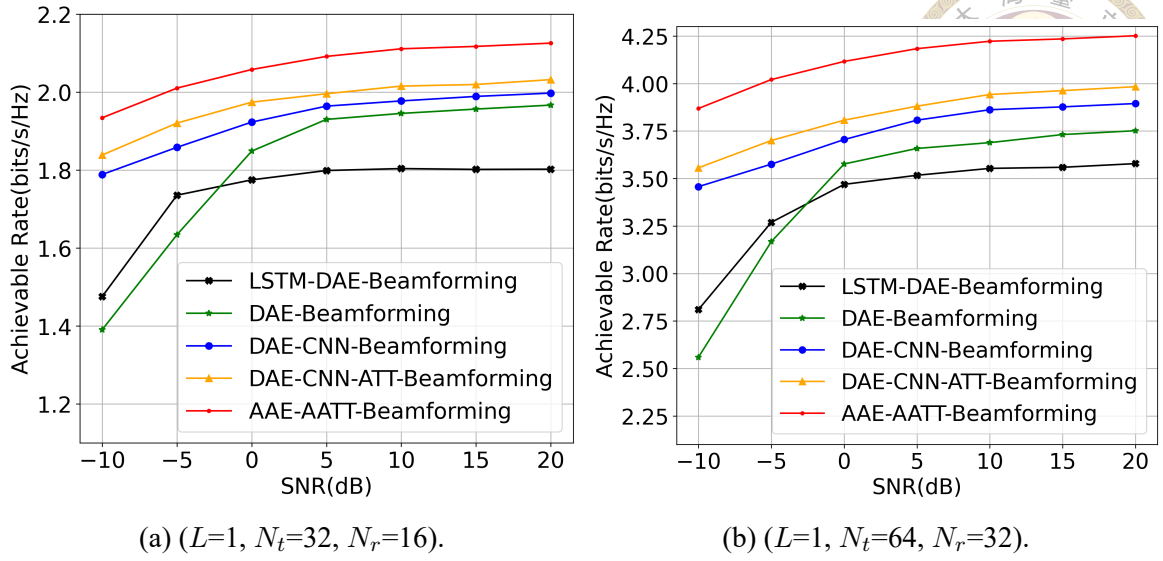 2.2
2.0
1.8
1.6
1.4
1.2
Achievable Rate(bits/s/Hz)
LSTM-DAE-Beamforming
DAE-Beamforming
DAE-CNN-Beamforming
DAE-CNN-ATT-Beamforming
AAE-AATT-Beamforming
−10 −5 0 5 10 15 20
SNR(dB)
(a) (L=1, Nₜ=32, Nᵣ=16).
4.25
4.00
3.75
3.50
3.25
3.00
2.75
2.50
2.25
Achievable Rate(bits/s/Hz)
LSTM-DAE-Beamforming
DAE-Beamforming
DAE-CNN-Beamforming
DAE-CNN-ATT-Beamforming
AAE-AATT-Beamforming
−10 −5 0 5 10 15 20
SNR(dB)
(b) (L=1, Nₜ=64, Nᵣ=32).